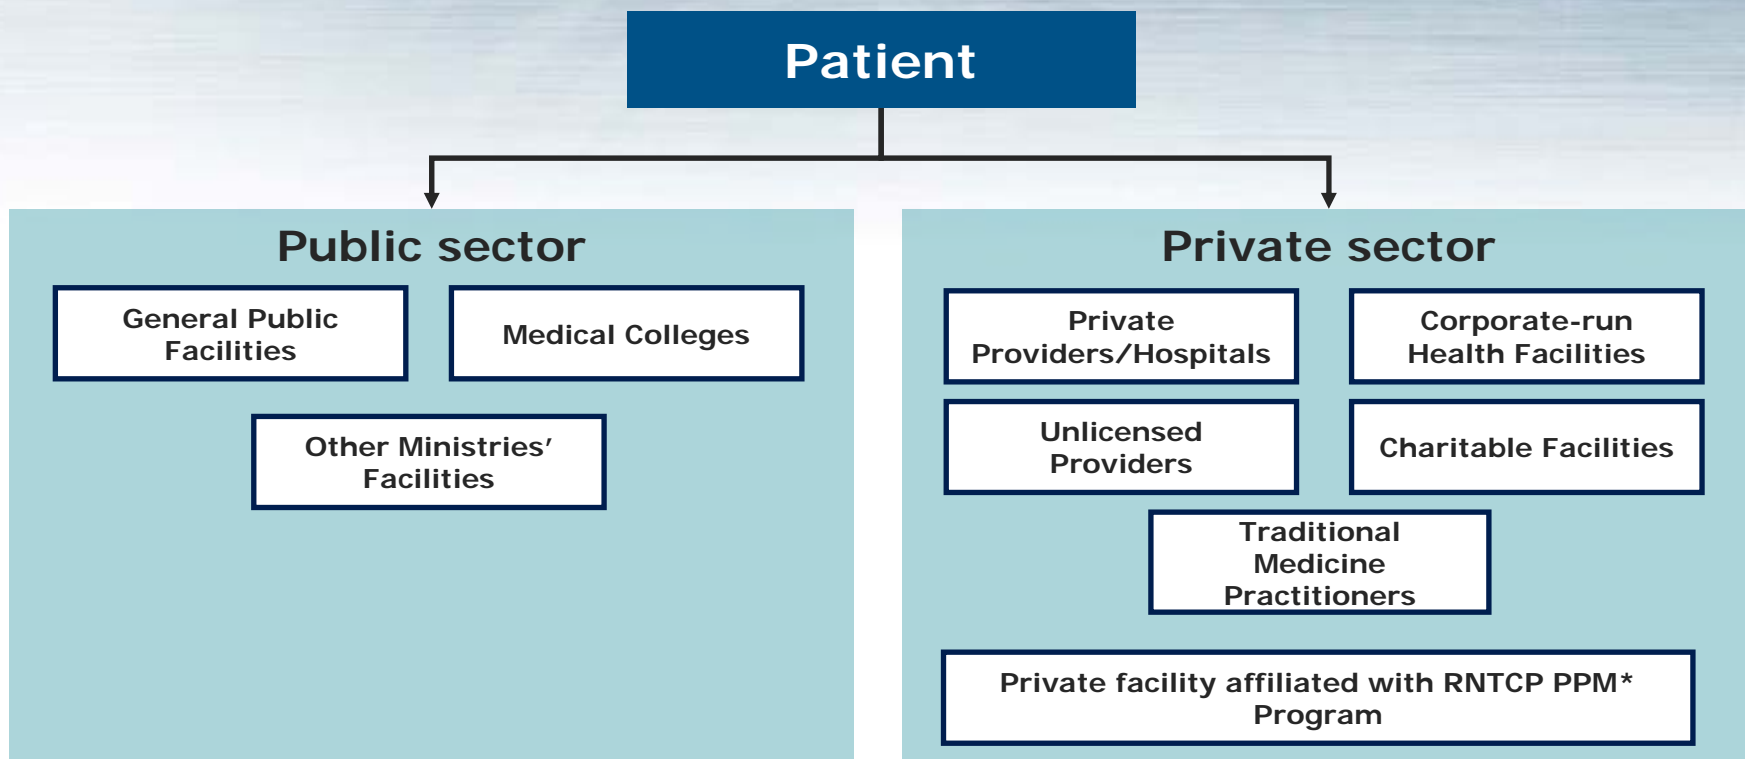 Patient
Public sector
General Public
Facilities
Medical Colleges
Other Ministries’
Facilities
Private sector
Private
Providers/Hospitals
Corporate-run
Health Facilities
Unlicensed
Providers
Charitable Facilities
Traditional
Medicine
Practitioners
Private facility affiliated with RNTCP PPM*
Program